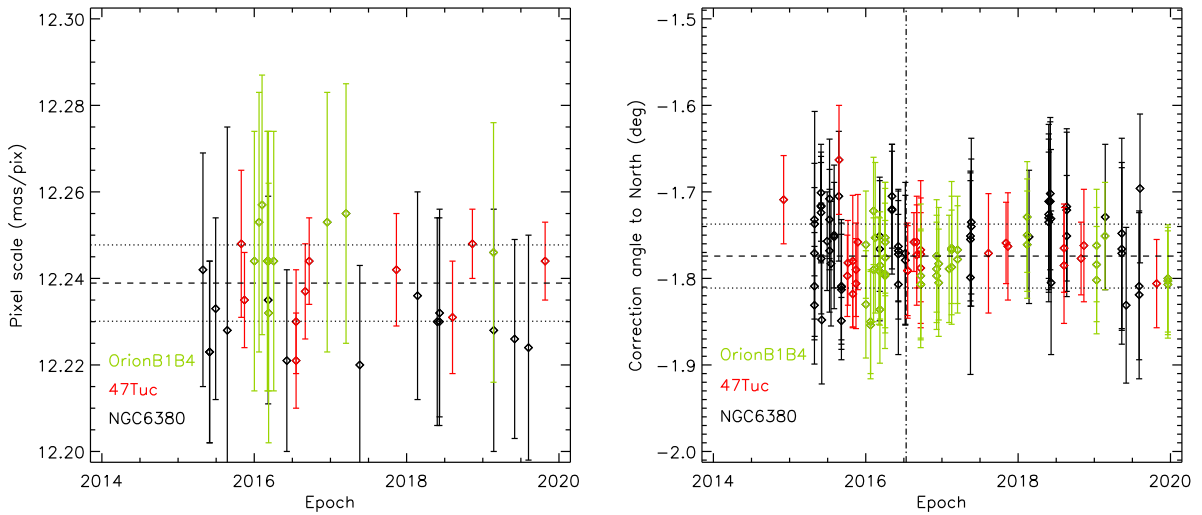 12.30
12.28
12.26
12.24
12.22
12.20
Pixel scale (mas/pix)
OrionB1B4
47Tuc
NGC6380
2014 2016 2018 2020
Epoch
−1.5
−1.6
−1.7
−1.8
−1.9
−2.0
Correction angle to North (deg)
OrionB1B4
47Tuc
NGC6380
2014 2016 2018 2020
Epoch